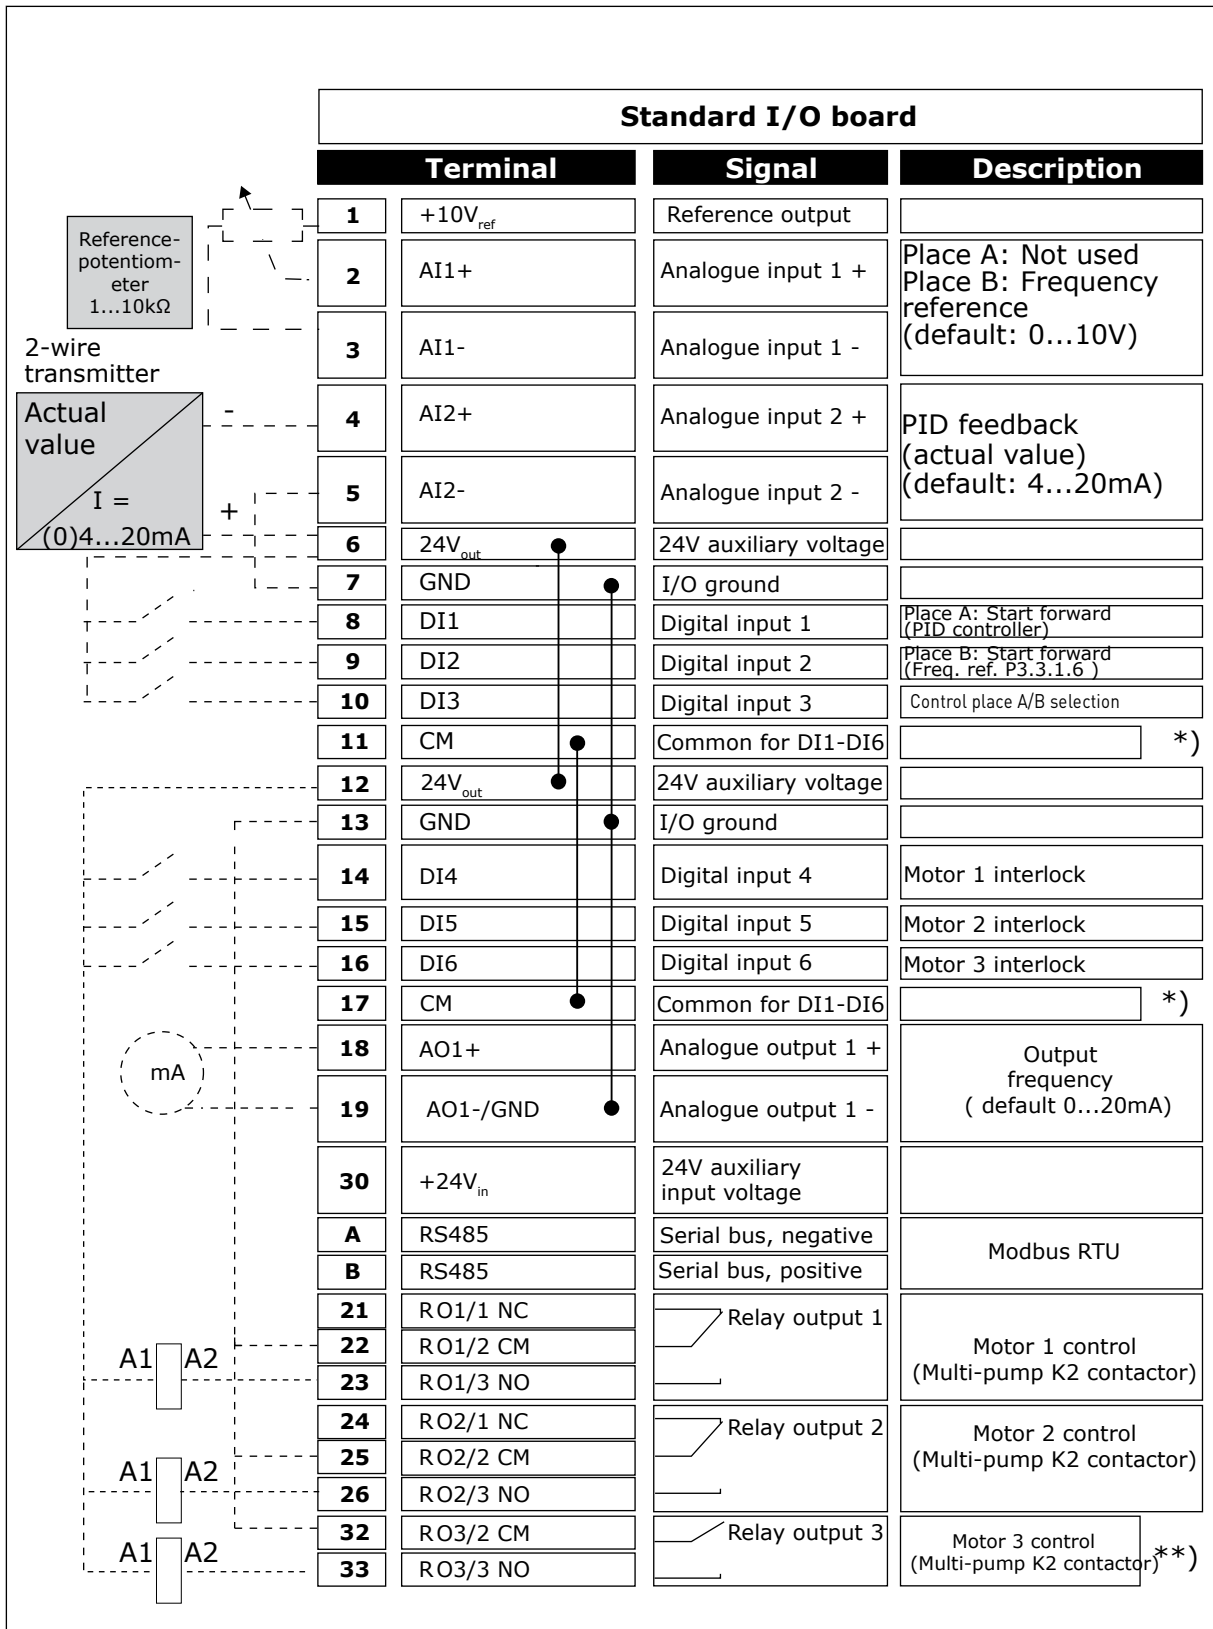 Standard I/O board
Terminal Signal Description
Reference-
potentiom-
eter
1...10kΩ
1 +10Vref Reference output
2 AI1+ Analogue input 1 +
3 AI1- Analogue input 1 -
Place A: Not used
Place B: Frequency
reference
(default: 0...10V)
2-wire
transmitter
Actual
value
I =
(0)4...20mA
-
+
4 AI2+ Analogue input 2 +
5 AI2- Analogue input 2 -
PID feedback
(actual value)
(default: 4...20mA)
6 24Vout 24V auxiliary voltage
7 GND I/O ground
8 DI1 Digital input 1
Place A: Start forward
(PID controller)
9 DI2 Digital input 2
Place B: Start forward
(Freq. ref. P3.3.1.6 )
10 DI3 Digital input 3 Control place A/B selection
11 CM Common for DI1-DI6 *)
12 24Vout 24V auxiliary voltage
13 GND I/O ground
14 DI4 Digital input 4 Motor 1 interlock
15 DI5 Digital input 5 Motor 2 interlock
16 DI6 Digital input 6 Motor 3 interlock
17 CM Common for DI1-DI6 *)
mA
18 AO1+ Analogue output 1 +
19 AO1-/GND Analogue output 1 -
Output
frequency
( default 0...20mA)
30 +24Vin 24V auxiliary
input voltage
A RS485 Serial bus, negative
B RS485 Serial bus, positive
Modbus RTU
21 RO1/1 NC Relay output 1
22 RO1/2 CM
23 RO1/3 NO
Motor 1 control
(Multi-pump K2 contactor)
A1 A2
24 RO2/1 NC Relay output 2
25 RO2/2 CM
26 RO2/3 NO
Motor 2 control
(Multi-pump K2 contactor)
A1 A2
32 RO3/2 CM Relay output 3
33 RO3/3 NO
Motor 3 control
(Multi-pump K2 contactor) **)
A1 A2